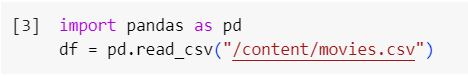 [3] import pandas as pd
df = pd.read_csv("/content/movies.csv")